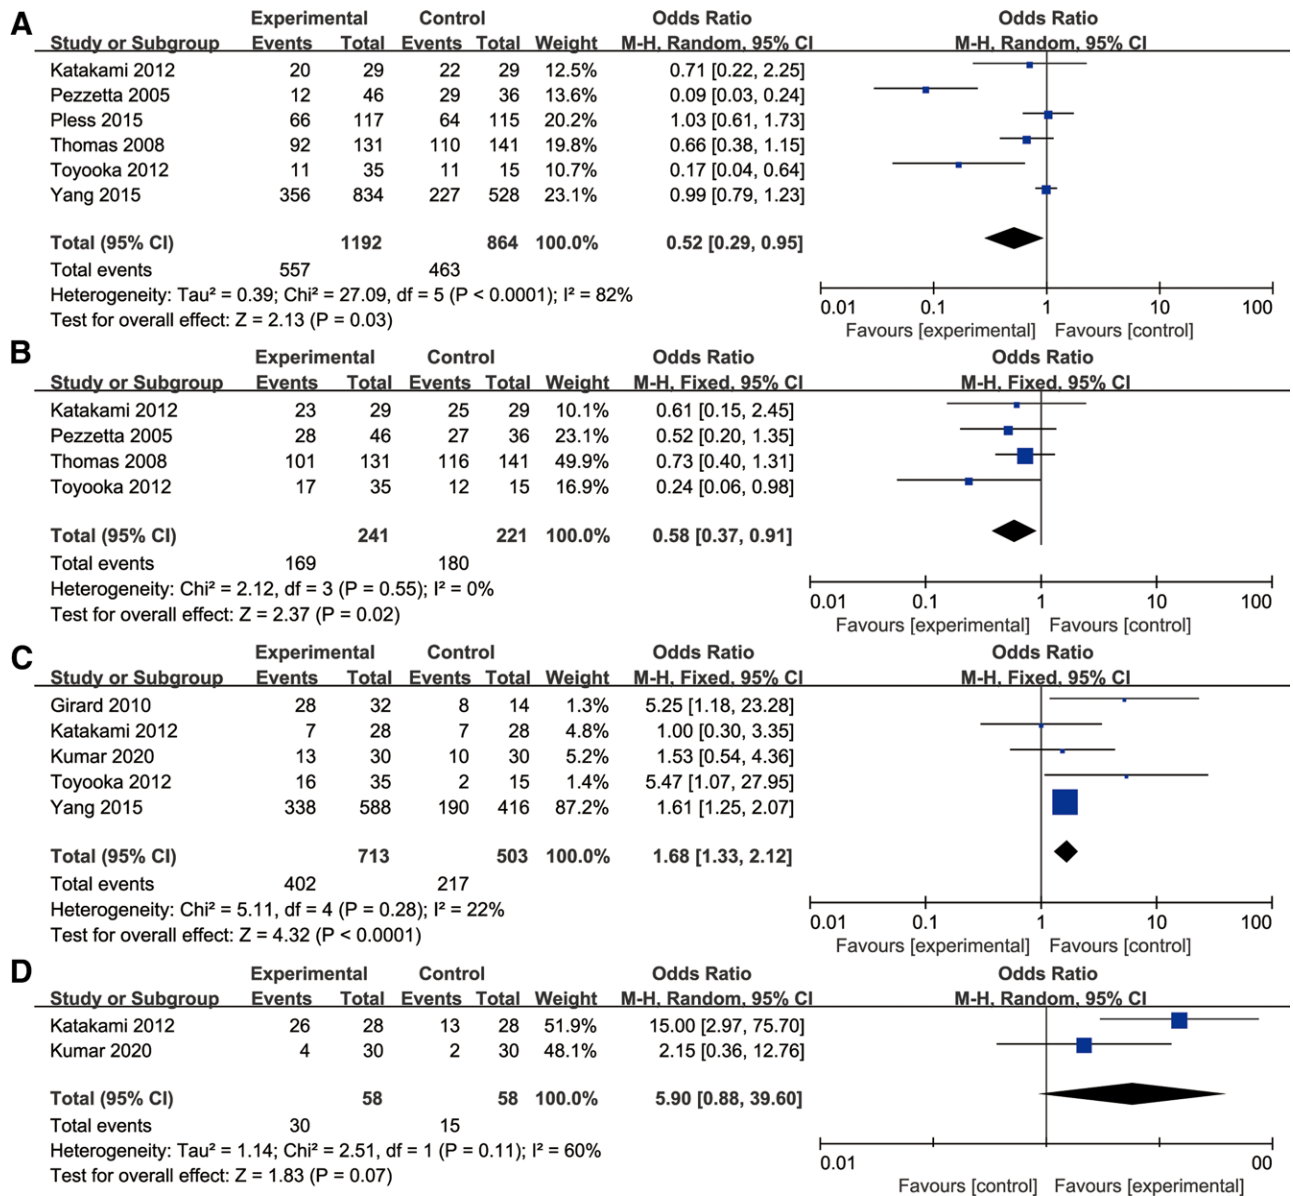 A Experimental Control Odds Ratio Odds Ratio
Study or Subgroup Events Total Events Total Weight M-H, Random, 95% CI M-H, Random, 95% CI
Katakami 2012 20 29 22 29 12.5% 0.71 [0.22, 2.25]
Pezzetta 2005 12 46 29 36 13.6% 0.09 [0.03, 0.24]
Pless 2015 66 117 64 115 20.2% 1.03 [0.61, 1.73]
Thomas 2008 92 131 110 141 19.8% 0.66 [0.38, 1.15]
Toyooka 2012 11 35 11 15 10.7% 0.17 [0.04, 0.64]
Yang 2015 356 834 227 528 23.1% 0.99 [0.79, 1.23]
Total (95% CI) 1192 864 100.0% 0.52 [0.29, 0.95]
Total events 557 463
Heterogeneity: Tau² = 0.39; Chi² = 27.09, df = 5 (P < 0.0001); I² = 82%
Test for overall effect: Z = 2.13 (P = 0.03)
0.01 0.1 1 10 100
Favours [experimental] Favours [control]
B Experimental Control Odds Ratio Odds Ratio
Study or Subgroup Events Total Events Total Weight M-H, Fixed, 95% CI M-H, Fixed, 95% CI
Katakami 2012 23 29 25 29 10.1% 0.61 [0.15, 2.45]
Pezzetta 2005 28 46 27 36 23.1% 0.52 [0.20, 1.35]
Thomas 2008 101 131 116 141 49.9% 0.73 [0.40, 1.31]
Toyooka 2012 17 35 12 15 16.9% 0.24 [0.06, 0.98]
Total (95% CI) 241 221 100.0% 0.58 [0.37, 0.91]
Total events 169 180
Heterogeneity: Chi² = 2.12, df = 3 (P = 0.55); I² = 0%
Test for overall effect: Z = 2.37 (P = 0.02)
0.01 0.1 1 10 100
Favours [experimental] Favours [control]
C Experimental Control Odds Ratio Odds Ratio
Study or Subgroup Events Total Events Total Weight M-H, Fixed, 95% CI M-H, Fixed, 95% CI
Girard 2010 28 32 8 14 1.3% 5.25 [1.18, 23.28]
Katakami 2012 7 28 7 28 4.8% 1.00 [0.30, 3.35]
Kumar 2020 13 30 10 30 5.2% 1.53 [0.54, 4.36]
Toyooka 2012 16 35 2 15 1.4% 5.47 [1.07, 27.95]
Yang 2015 338 588 190 416 87.2% 1.61 [1.25, 2.07]
Total (95% CI) 713 503 100.0% 1.68 [1.33, 2.12]
Total events 402 217
Heterogeneity: Chi² = 5.11, df = 4 (P = 0.28); I² = 22%
Test for overall effect: Z = 4.32 (P < 0.0001)
0.01 0.1 1 10 100
Favours [experimental] Favours [control]
D Experimental Control Odds Ratio Odds Ratio
Study or Subgroup Events Total Events Total Weight M-H, Random, 95% CI M-H, Random, 95% CI
Katakami 2012 26 28 13 28 51.9% 15.00 [2.97, 75.70]
Kumar 2020 4 30 2 30 48.1% 2.15 [0.36, 12.76]
Total (95% CI) 58 58 100.0% 5.90 [0.88, 39.60]
Total events 30 15
Heterogeneity: Tau² = 1.14; Chi² = 2.51, df = 1 (P = 0.11); I² = 60%
Test for overall effect: Z = 1.83 (P = 0.07)
0.01 00
Favours [control] Favours [experimental]